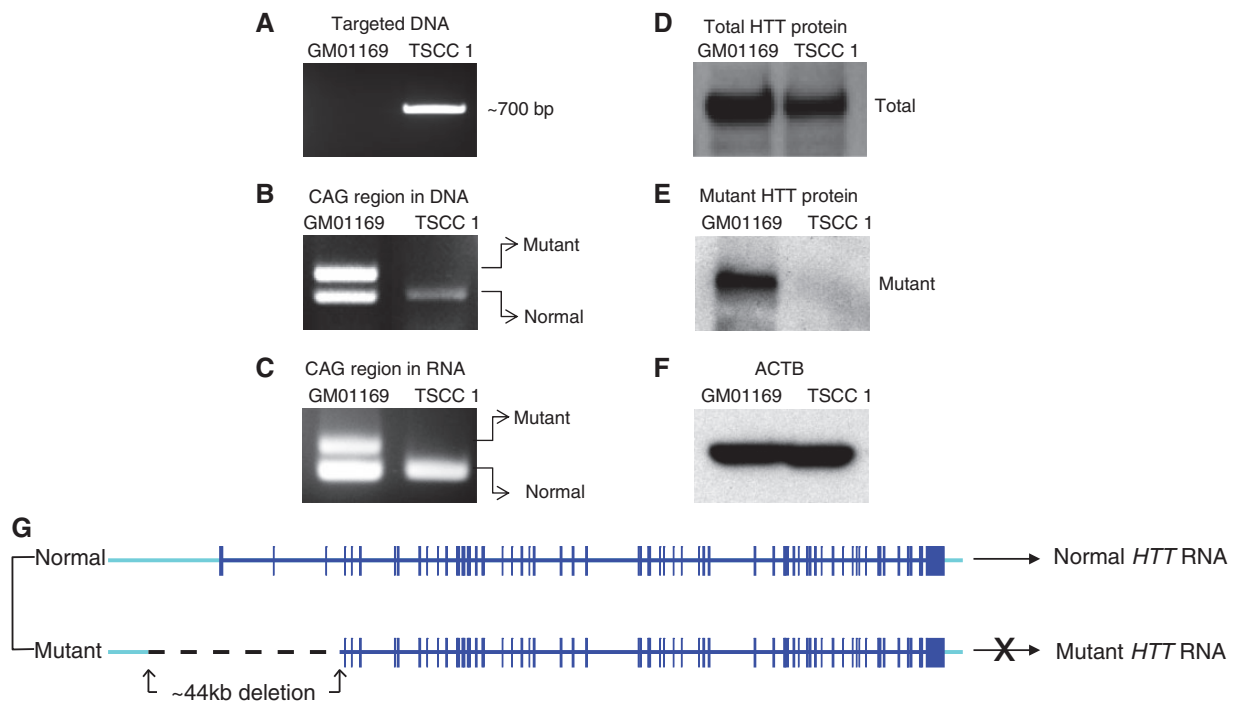 A
Targeted DNA
GM01169 TSCC 1
~700 bp
B
CAG region in DNA
GM01169 TSCC 1
Mutant
Normal
C
CAG region in RNA
GM01169 TSCC 1
Mutant
Normal
D
Total HTT protein
GM01169 TSCC 1
Total
E
Mutant HTT protein
GM01169 TSCC 1
Mutant
F
ACTB
GM01169 TSCC 1
G
Normal
Normal HTT RNA
Mutant
X
Mutant HTT RNA
~44kb deletion